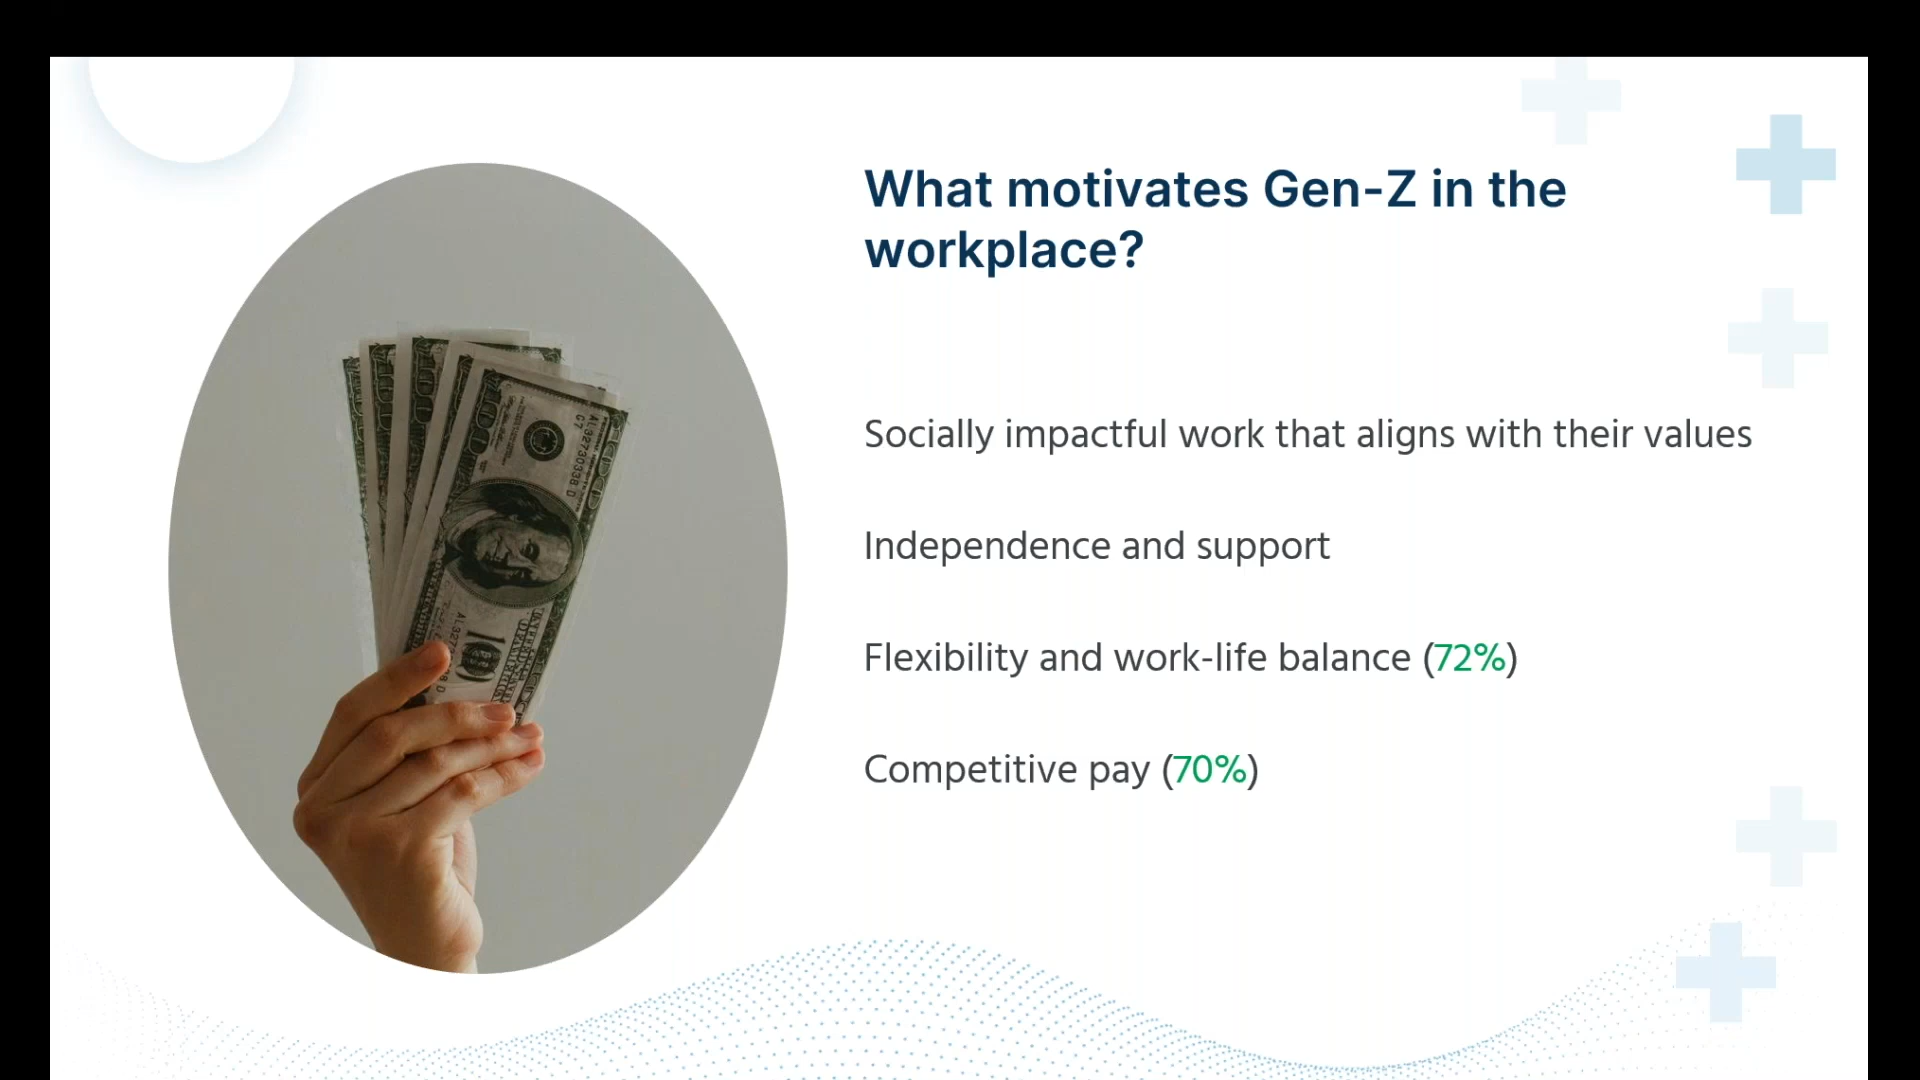 What motivates Gen-Z in the
workplace?
Socially impactful work that aligns with their values
Independence and support
Flexibility and work-life balance (72%)
Competitive pay (70%)